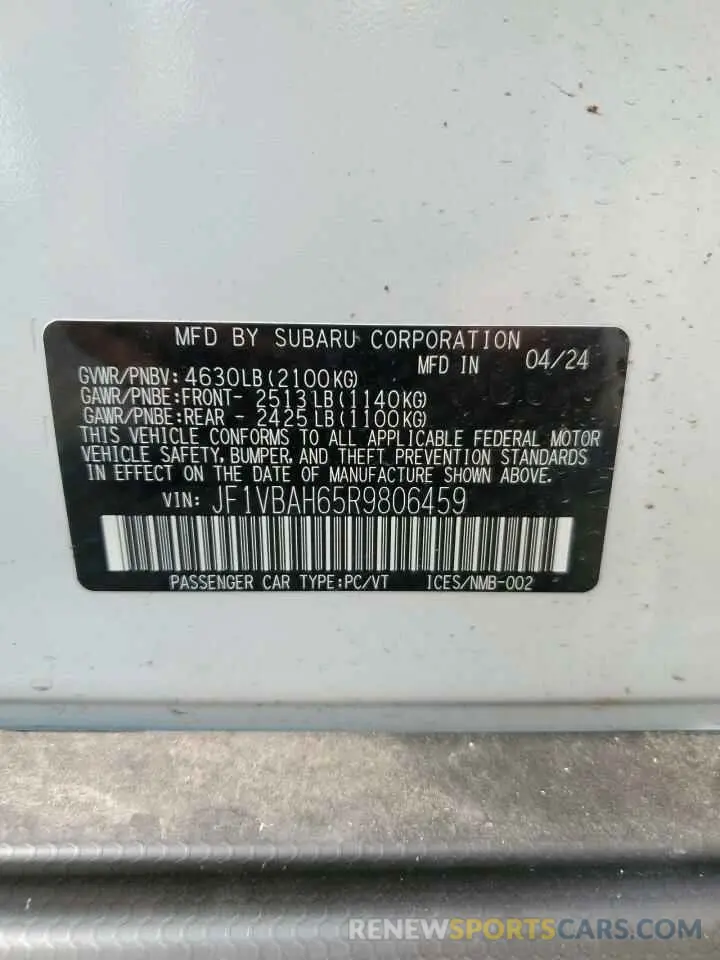 MFD BY SUBARU CORPORATION
MFD IN 04/24
GVWR/PNBV: 4630LB(2100KG)
GAWR/PNBE:FRONT- 2513LB(1140KG)
GAWR/PNBE:REAR - 2425LB(1100KG)
THIS VEHICLE CONFORMS TO ALL APPLICABLE FEDERAL MOTOR
VEHICLE SAFETY, BUMPER, AND THEFT PREVENTION STANDARDS
IN EFFECT ON THE DATE OF MANUFACTURE SHOWN ABOVE.
VIN: JF1VBAH65R9806459
PASSENGER CAR TYPE:PC/VT ICES/NMB-002
RENEWSPORTSCARS.COM